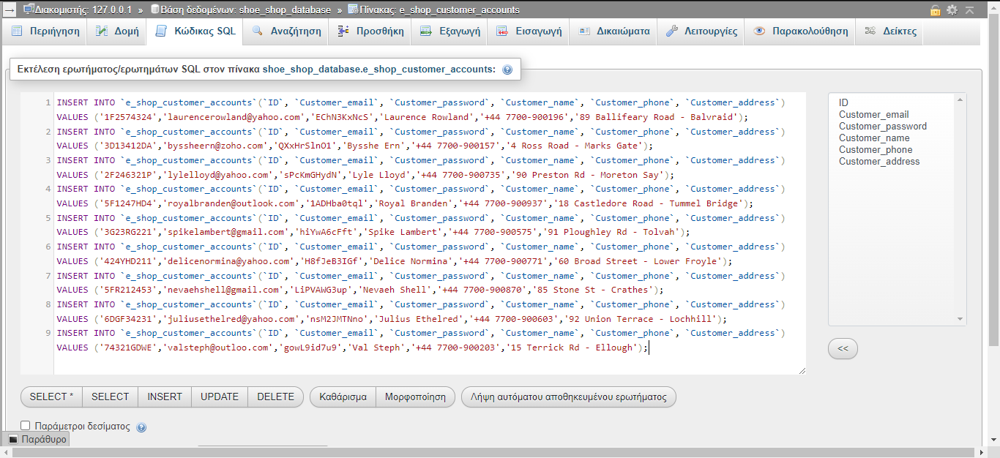 Διακομιστής: 127.0.0.1 » Βάση δεδομένων: shoe_shop_database » Πίνακας: e_shop_customer_accounts
Περιήγηση Δομή Κώδικας SQL Αναζήτηση Προσθήκη Εξαγωγή Εισαγωγή Δικαιώματα Λειτουργίες Παρακολούθηση Δείκτες
Εκτέλεση ερωτήματος/ερωτημάτων SQL στον πίνακα shoe_shop_database.e_shop_customer_accounts:
1 INSERT INTO `e_shop_customer_accounts`(`ID`, `Customer_email`, `Customer_password`, `Customer_name`, `Customer_phone`, `Customer_address`)
VALUES ('1F2574324','laurencerowland@yahoo.com','EChN3KxNcS','Laurence Rowland','+44 7700-900196','89 Ballifeary Road - Balvraid');
2 INSERT INTO `e_shop_customer_accounts`(`ID`, `Customer_email`, `Customer_password`, `Customer_name`, `Customer_phone`, `Customer_address`)
VALUES ('3D13412DA','byssheern@zoho.com','QXxHrSlnO1','Bysshe Ern','+44 7700-900157','4 Ross Road - Marks Gate');
3 INSERT INTO `e_shop_customer_accounts`(`ID`, `Customer_email`, `Customer_password`, `Customer_name`, `Customer_phone`, `Customer_address`)
VALUES ('2F246321P','lylelloyd@yahoo.com','sPcKmGHydN','Lyle Lloyd','+44 7700-900735','90 Preston Rd - Moreton Say');
4 INSERT INTO `e_shop_customer_accounts`(`ID`, `Customer_email`, `Customer_password`, `Customer_name`, `Customer_phone`, `Customer_address`)
VALUES ('5F1247HD4','royalbranden@outlook.com','1ADHba0tql','Royal Branden','+44 7700-900937','18 Castledore Road - Tummel Bridge');
5 INSERT INTO `e_shop_customer_accounts`(`ID`, `Customer_email`, `Customer_password`, `Customer_name`, `Customer_phone`, `Customer_address`)
VALUES ('3G23RG221','spikelambert@gmail.com','hiYwA6cFft','Spike Lambert','+44 7700-900575','91 Ploughley Rd - Tolvah');
6 INSERT INTO `e_shop_customer_accounts`(`ID`, `Customer_email`, `Customer_password`, `Customer_name`, `Customer_phone`, `Customer_address`)
VALUES ('424YHD211','delicenormina@yahoo.com','H8fJeB3IGf','Delice Normina','+44 7700-900771','60 Broad Street - Lower Froyle');
7 INSERT INTO `e_shop_customer_accounts`(`ID`, `Customer_email`, `Customer_password`, `Customer_name`, `Customer_phone`, `Customer_address`)
VALUES ('5FR212453','nevaehshell@gmail.com','LiPVAWG3up','Nevaeh Shell','+44 7700-900870','85 Stone St - Crathes');
8 INSERT INTO `e_shop_customer_accounts`(`ID`, `Customer_email`, `Customer_password`, `Customer_name`, `Customer_phone`, `Customer_address`)
VALUES ('6DGF34231','juliusethelred@yahoo.com','nsM2JMTNno','Julius Ethelred','+44 7700-900603','92 Union Terrace - Lochhill');
9 INSERT INTO `e_shop_customer_accounts`(`ID`, `Customer_email`, `Customer_password`, `Customer_name`, `Customer_phone`, `Customer_address`)
VALUES ('74321GDWE','valsteph@outloo.com','gowL9id7u9','Val Steph','+44 7700-900203','15 Terrick Rd - Ellough');
ID
Customer_email
Customer_password
Customer_name
Customer_phone
Customer_address
<<
SELECT * SELECT INSERT UPDATE DELETE Καθάρισμα Μορφοποίηση Λήψη αυτόματου αποθηκευμένου ερωτήματος
Παράμετροι δεσίματος
Παράθυρο